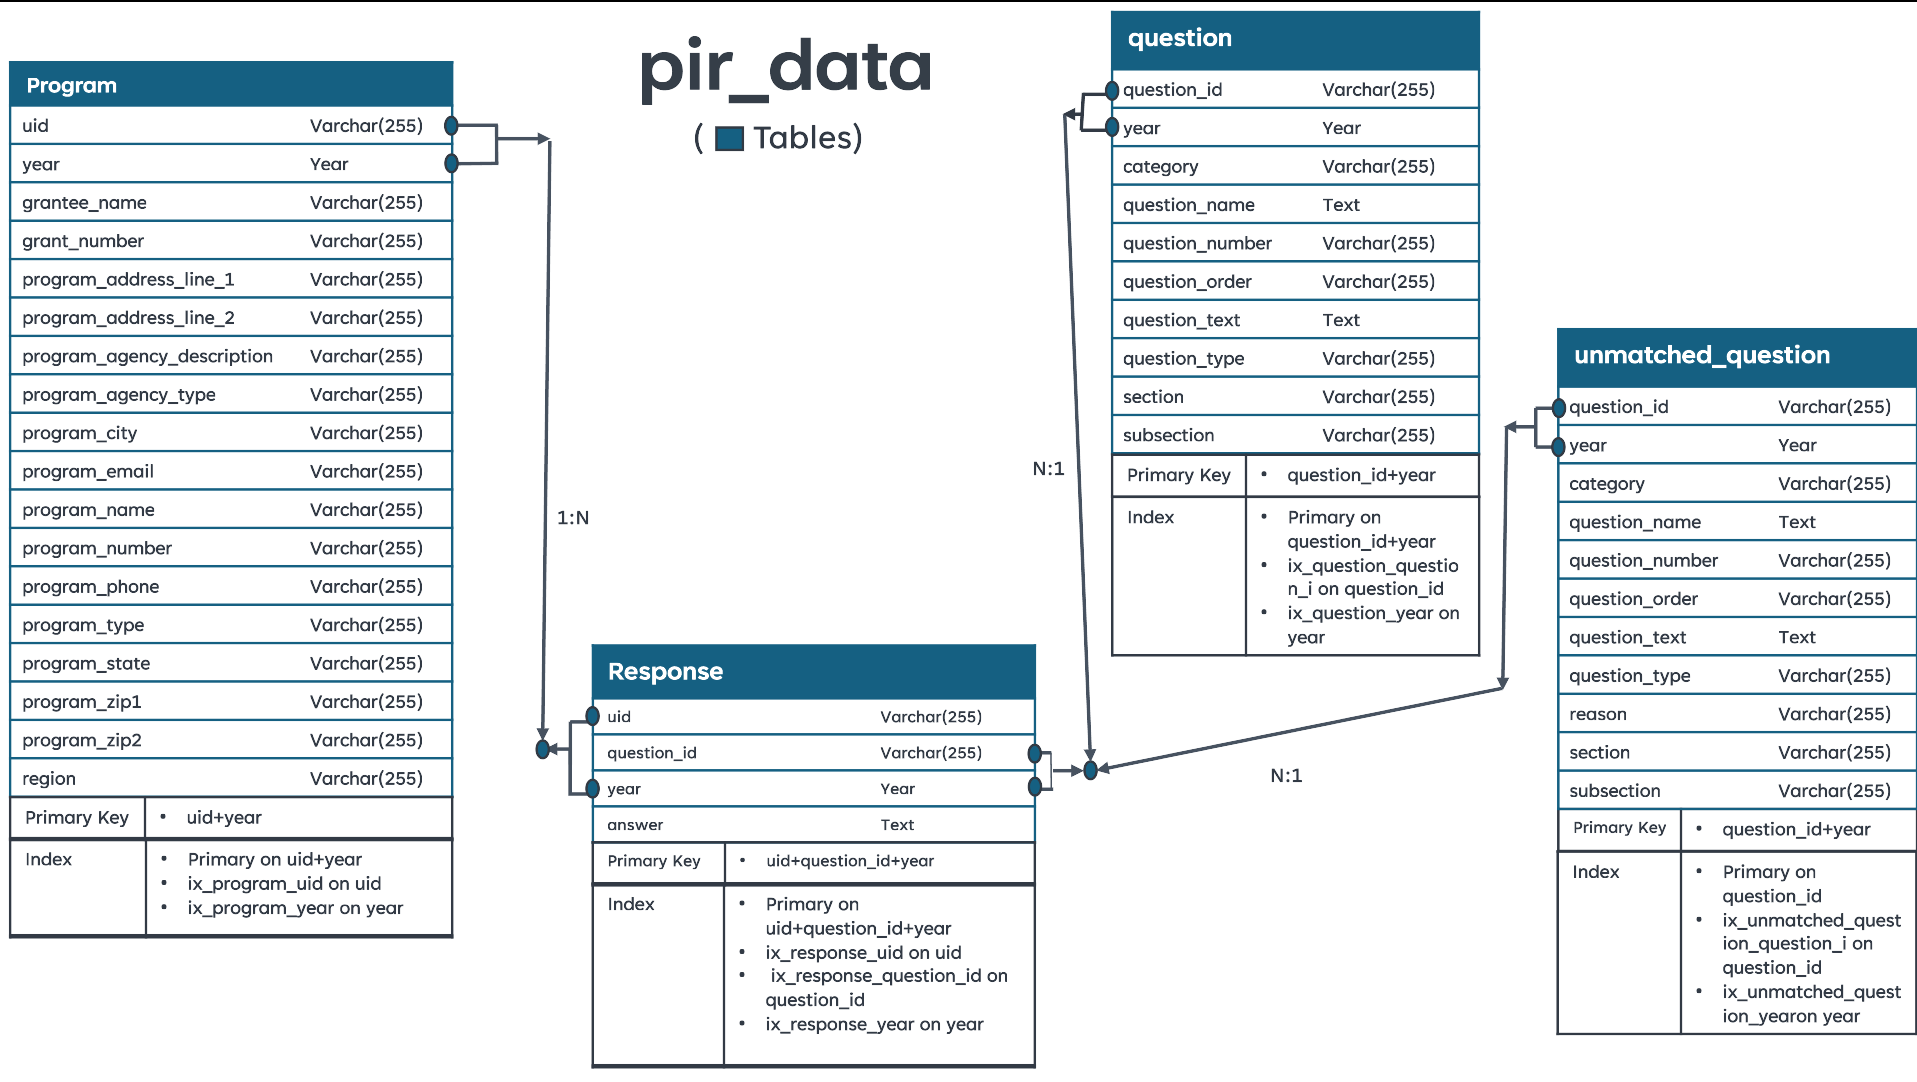 pir_data
( Tables)
Program
uid Varchar(255)
year Year
grantee_name Varchar(255)
grant_number Varchar(255)
program_address_line_1 Varchar(255)
program_address_line_2 Varchar(255)
program_agency_description Varchar(255)
program_agency_type Varchar(255)
program_city Varchar(255)
program_email Varchar(255)
program_name Varchar(255)
program_number Varchar(255)
program_phone Varchar(255)
program_type Varchar(255)
program_state Varchar(255)
program_zip1 Varchar(255)
program_zip2 Varchar(255)
region Varchar(255)
Primary Key • uid+year
Index • Primary on uid+year
• ix_program_uid on uid
• ix_program_year on year
1:N
Response
uid Varchar(255)
question_id Varchar(255)
year Year
answer Text
Primary Key • uid+question_id+year
Index • Primary on
uid+question_id+year
• ix_response_uid on uid
• ix_response_question_id on
question_id
• ix_response_year on year
N:1
question
question_id Varchar(255)
year Year
category Varchar(255)
question_name Text
question_number Varchar(255)
question_order Varchar(255)
question_text Text
question_type Varchar(255)
section Varchar(255)
subsection Varchar(255)
Primary Key • question_id+year
Index • Primary on
question_id+year
• ix_question_questio
n_i on question_id
• ix_question_year on
year
N:1
unmatched_question
question_id Varchar(255)
year Year
category Varchar(255)
question_name Text
question_number Varchar(255)
question_order Varchar(255)
question_text Text
question_type Varchar(255)
reason Varchar(255)
section Varchar(255)
subsection Varchar(255)
Primary Key • question_id+year
Index • Primary on
question_id
• ix_unmatched_quest
ion_question_i on
question_id
• ix_unmatched_quest
ion_yearon year